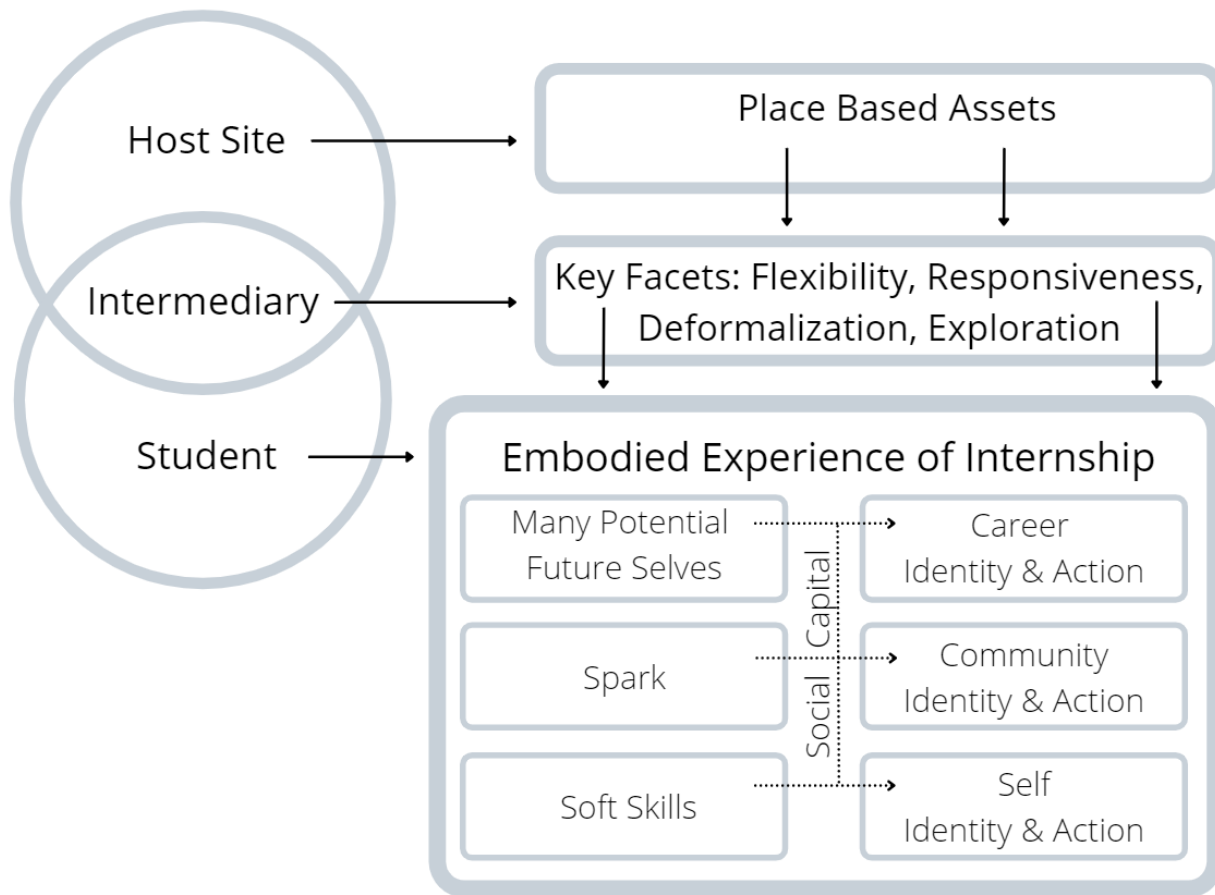 Host Site
Place Based Assets
Intermediary
Key Facets: Flexibility, Responsiveness,
Deformalization, Exploration
Student
Embodied Experience of Internship
Many Potential
Future Selves
Career
Identity & Action
Spark
Community
Identity & Action
Soft Skills
Self
Identity & Action
Social Capital